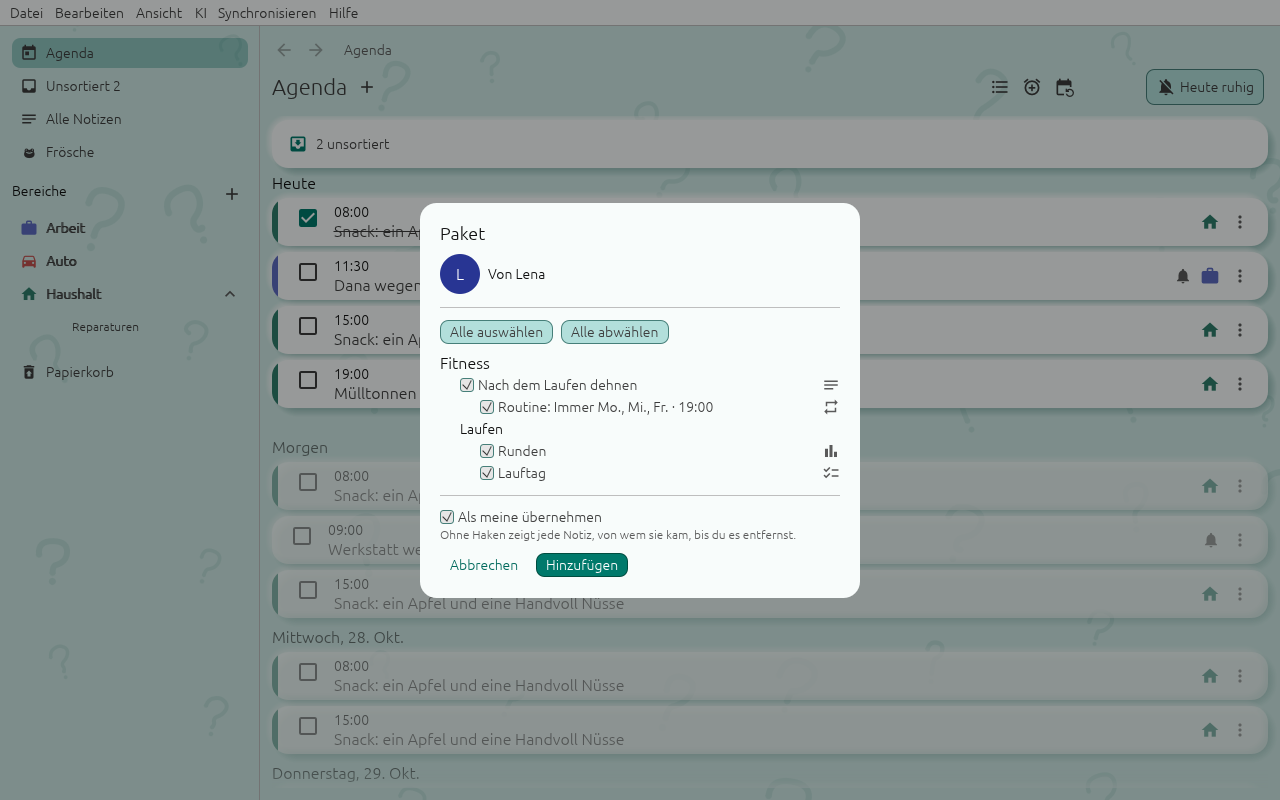 Datei Bearbeiten Ansicht KI Synchronisieren Hilfe
Agenda
Unsortiert 2
Alle Notizen
Frösche
Bereiche
Arbeit
Auto
Haushalt
Reparaturen
Papierkorb
Agenda
Agenda
Heute ruhig
2 unsortiert
Heute
08:00
Snack: ein
11:30
Dana wegen
15:00
Snack: ein
19:00
Mülltonnen
Morgen
08:00
Snack: ein
09:00
Werkstatt
15:00
Snack: ein Apfel und eine Handvoll Nüsse
Mittwoch, 28. Okt.
08:00
Snack: ein Apfel und eine Handvoll Nüsse
15:00
Snack: ein Apfel und eine Handvoll Nüsse
Donnerstag, 29. Okt.
Paket
L
Von Lena
Alle auswählen Alle abwählen
Fitness
Nach dem Laufen dehnen
Routine: Immer Mo., Mi., Fr. · 19:00
Laufen
Runden
Lauftag
Als meine übernehmen
Ohne Haken zeigt jede Notiz, von wem sie kam, bis du es entfernst.
Abbrechen Hinzufügen